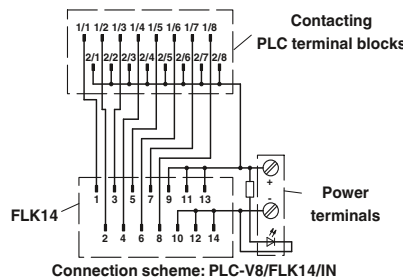 Contacting
PLC terminal blocks
1/1 1/2 1/3 1/4 1/5 1/6 1/7 1/8
2/1 2/2 2/3 2/4 2/5 2/6 2/7 2/8
+
-
1 3 5 7 9 11 13
FLK14
Power
terminals
2 4 6 8 10 12 14
Connection scheme: PLC-V8/FLK14/IN